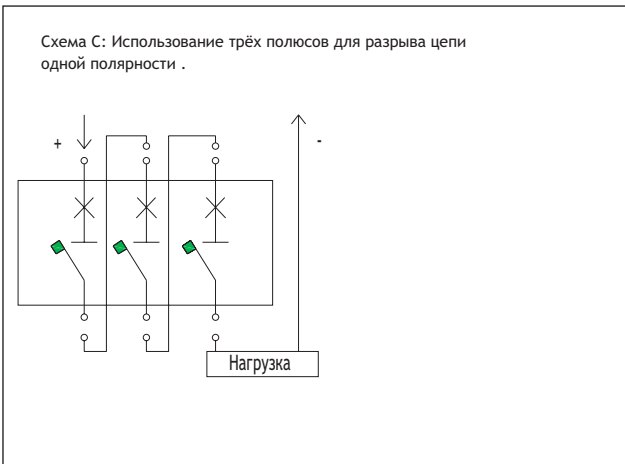 Схема С: Использование трёх полюсов для разрыва цепи
одной полярности .
+
-
Нагрузка